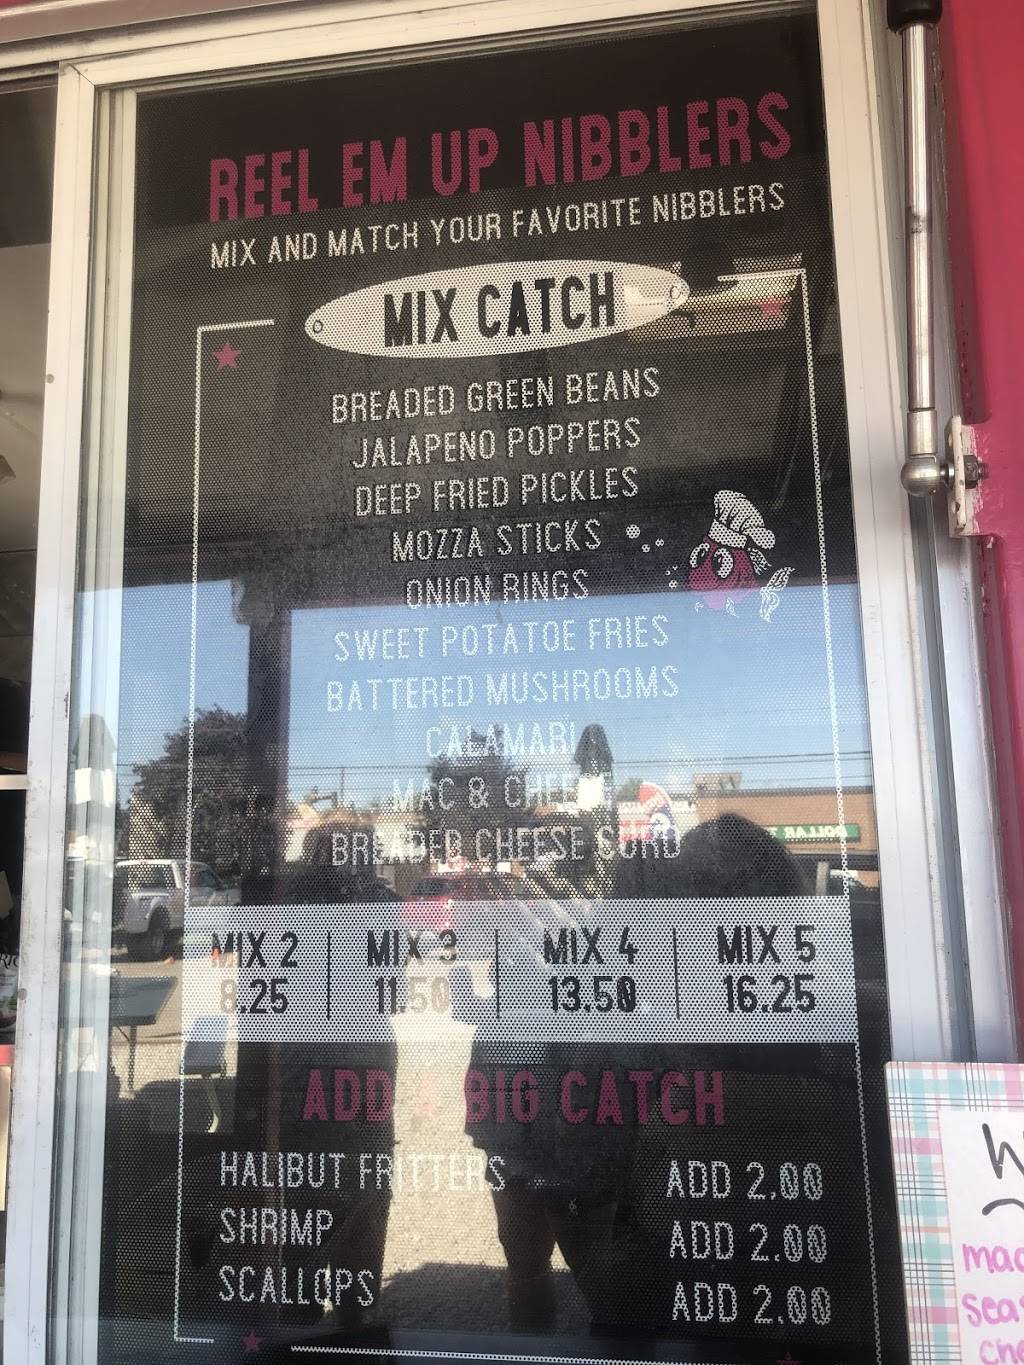 REEL EM UP NIBBLERS
MIX AND MATCH YOUR FAVORITE NIBBLERS
MIX CATCH
BREADED GREEN BEANS
JALAPENO POPPERS
DEEP FRIED PICKLES
MOZZA STICKS
ONION RINGS
SWEET POTATOE FRIES
BATTERED MUSHROOMS
CALAMARI
MAC & CHEESE
BREADED CHEESE CURD
MIX 2 MIX 3 MIX 4 MIX 5
8.25 11.50 13.50 16.25
ADD A BIG CATCH
HALIBUT FRITTERS ADD 2.00
SHRIMP ADD 2.00
SCALLOPS ADD 2.00
DOLLAR